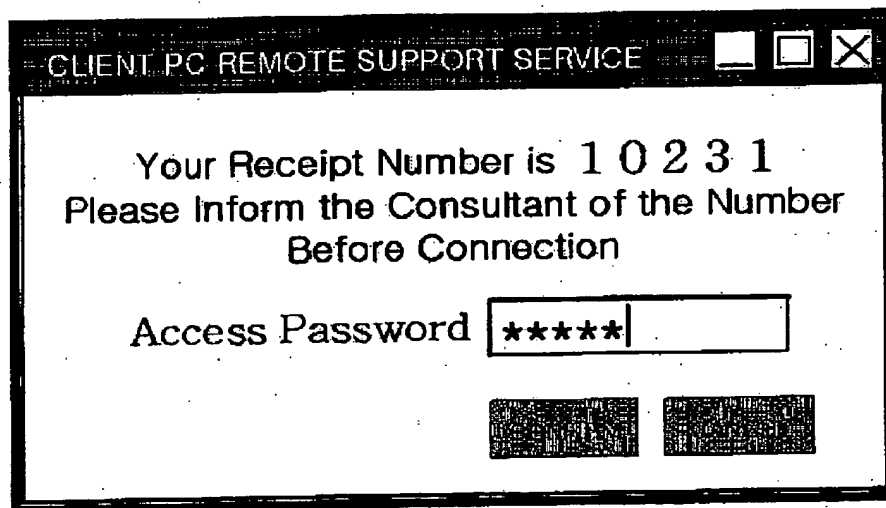 CLIENT PC REMOTE SUPPORT SERVICE
Your Receipt Number is 10231
Please Inform the Consultant of the Number
Before Connection
Access Password *****